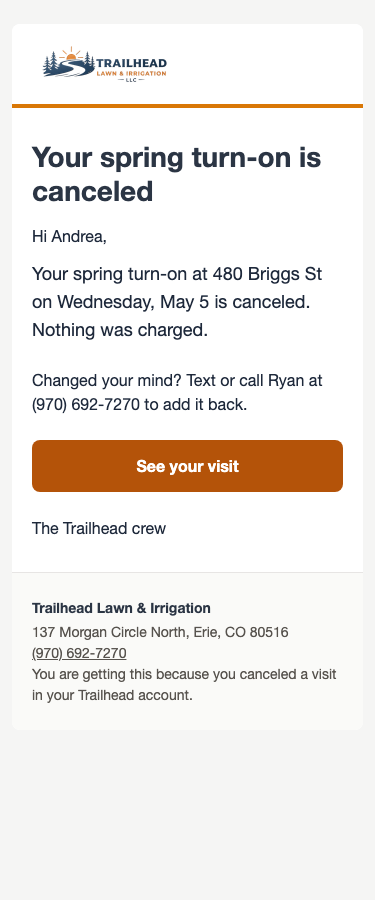 TRAILHEAD
LAWN & IRRIGATION
LLC
Your spring turn-on is
canceled
Hi Andrea,
Your spring turn-on at 480 Briggs St
on Wednesday, May 5 is canceled.
Nothing was charged.
Changed your mind? Text or call Ryan at
(970) 692-7270 to add it back.
See your visit
The Trailhead crew
Trailhead Lawn & Irrigation
137 Morgan Circle North, Erie, CO 80516
(970) 692-7270
You are getting this because you canceled a visit
in your Trailhead account.